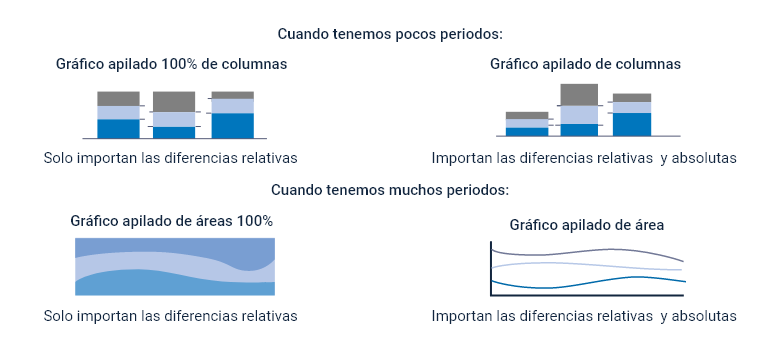 Cuando tenemos pocos periodos:
Gráfico apilado 100% de columnas
Gráfico apilado de columnas
Solo importan las diferencias relativas
Importan las diferencias relativas y absolutas
Cuando tenemos muchos periodos:
Gráfico apilado de áreas 100%
Gráfico apilado de área
Solo importan las diferencias relativas
Importan las diferencias relativas y absolutas